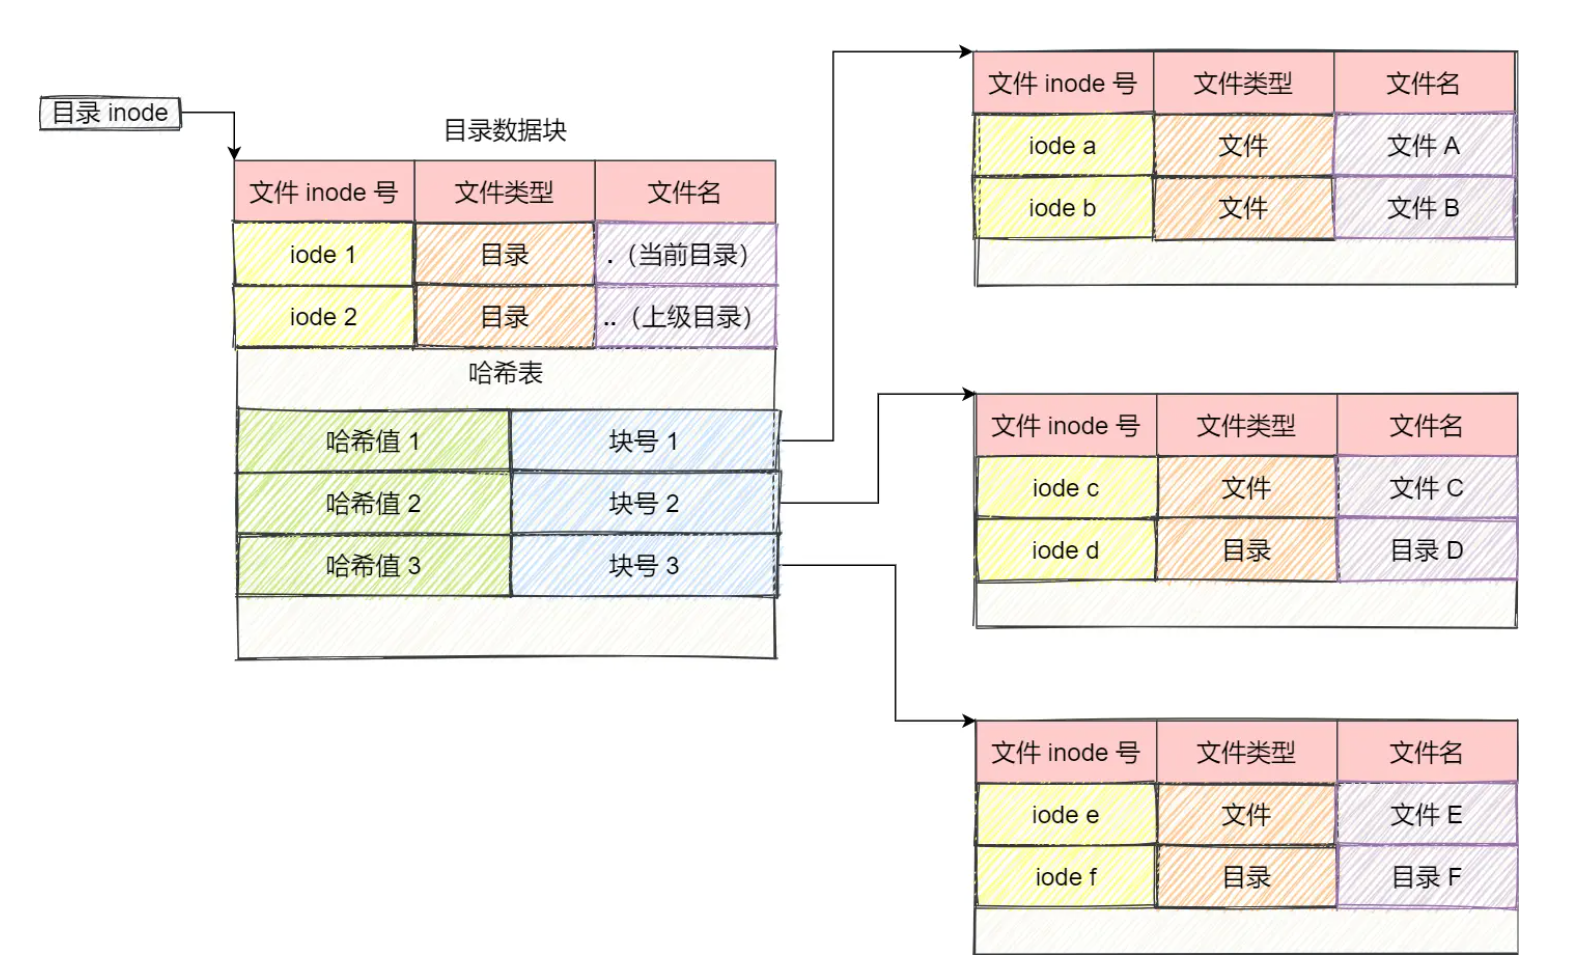 目录 inode
目录数据块
文件 inode 号 文件类型 文件名
iode 1 目录 .（当前目录）
iode 2 目录 ..（上级目录）
哈希表
哈希值 1 块号 1
哈希值 2 块号 2
哈希值 3 块号 3
文件 inode 号 文件类型 文件名
iode a 文件 文件 A
iode b 文件 文件 B
文件 inode 号 文件类型 文件名
iode c 文件 文件 C
iode d 目录 目录 D
文件 inode 号 文件类型 文件名
iode e 文件 文件 E
iode f 目录 目录 F